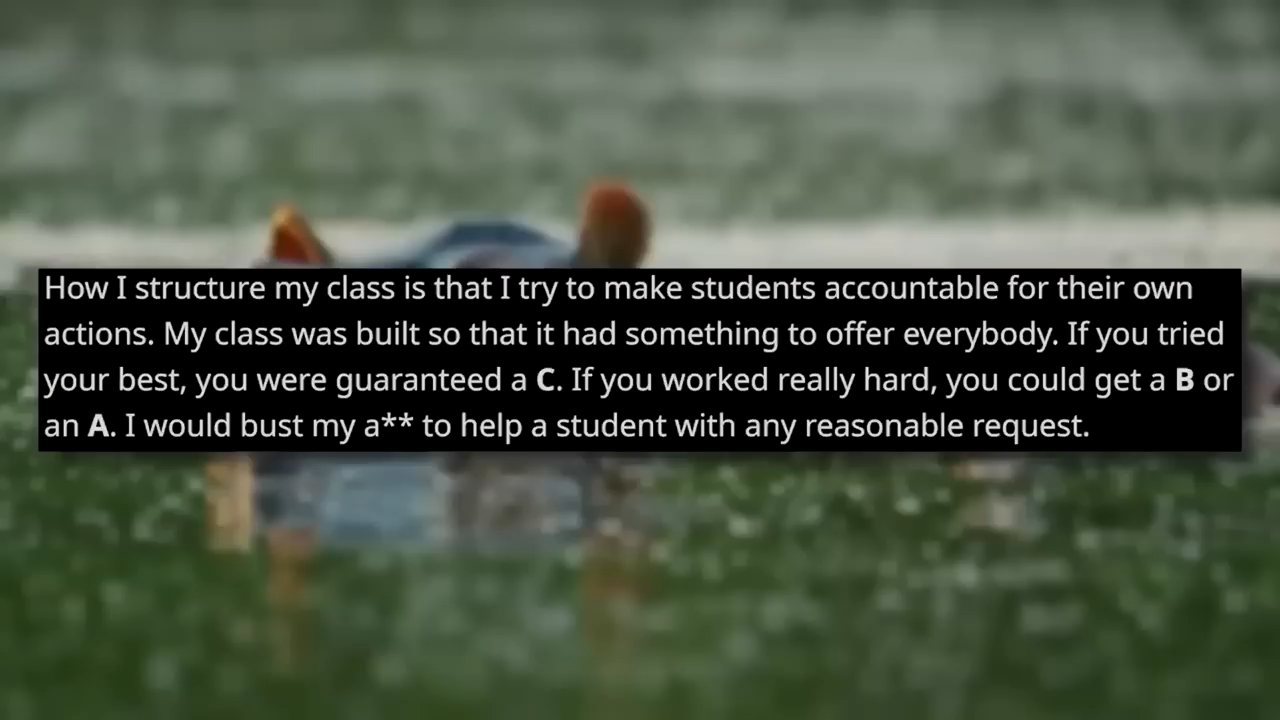 How I structure my class is that I try to make students accountable for their own
actions. My class was built so that it had something to offer everybody. If you tried
your best, you were guaranteed a C. If you worked really hard, you could get a B or
an A. I would bust my a** to help a student with any reasonable request.